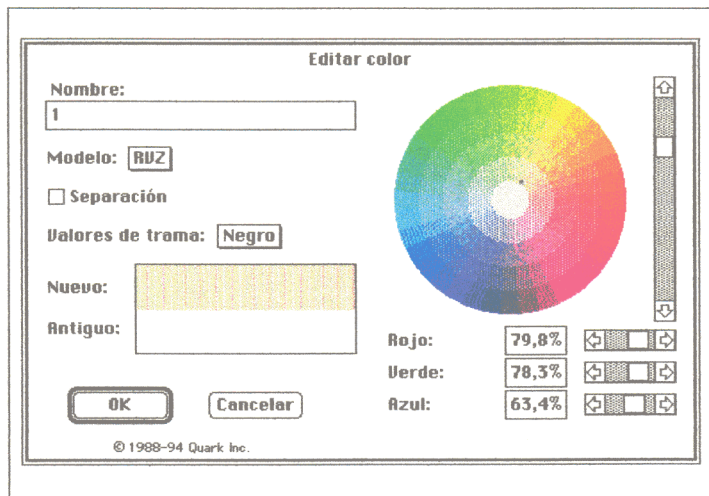 Editar color
Nombre:
1
Modelo: RVZ
Separación
Valores de trama: Negro
Nuevo:
Antiguo:
OK
Cancelar
© 1988-94 Quark Inc.
Rojo: 79,8%
Verde: 78,3%
Azul: 63,4%